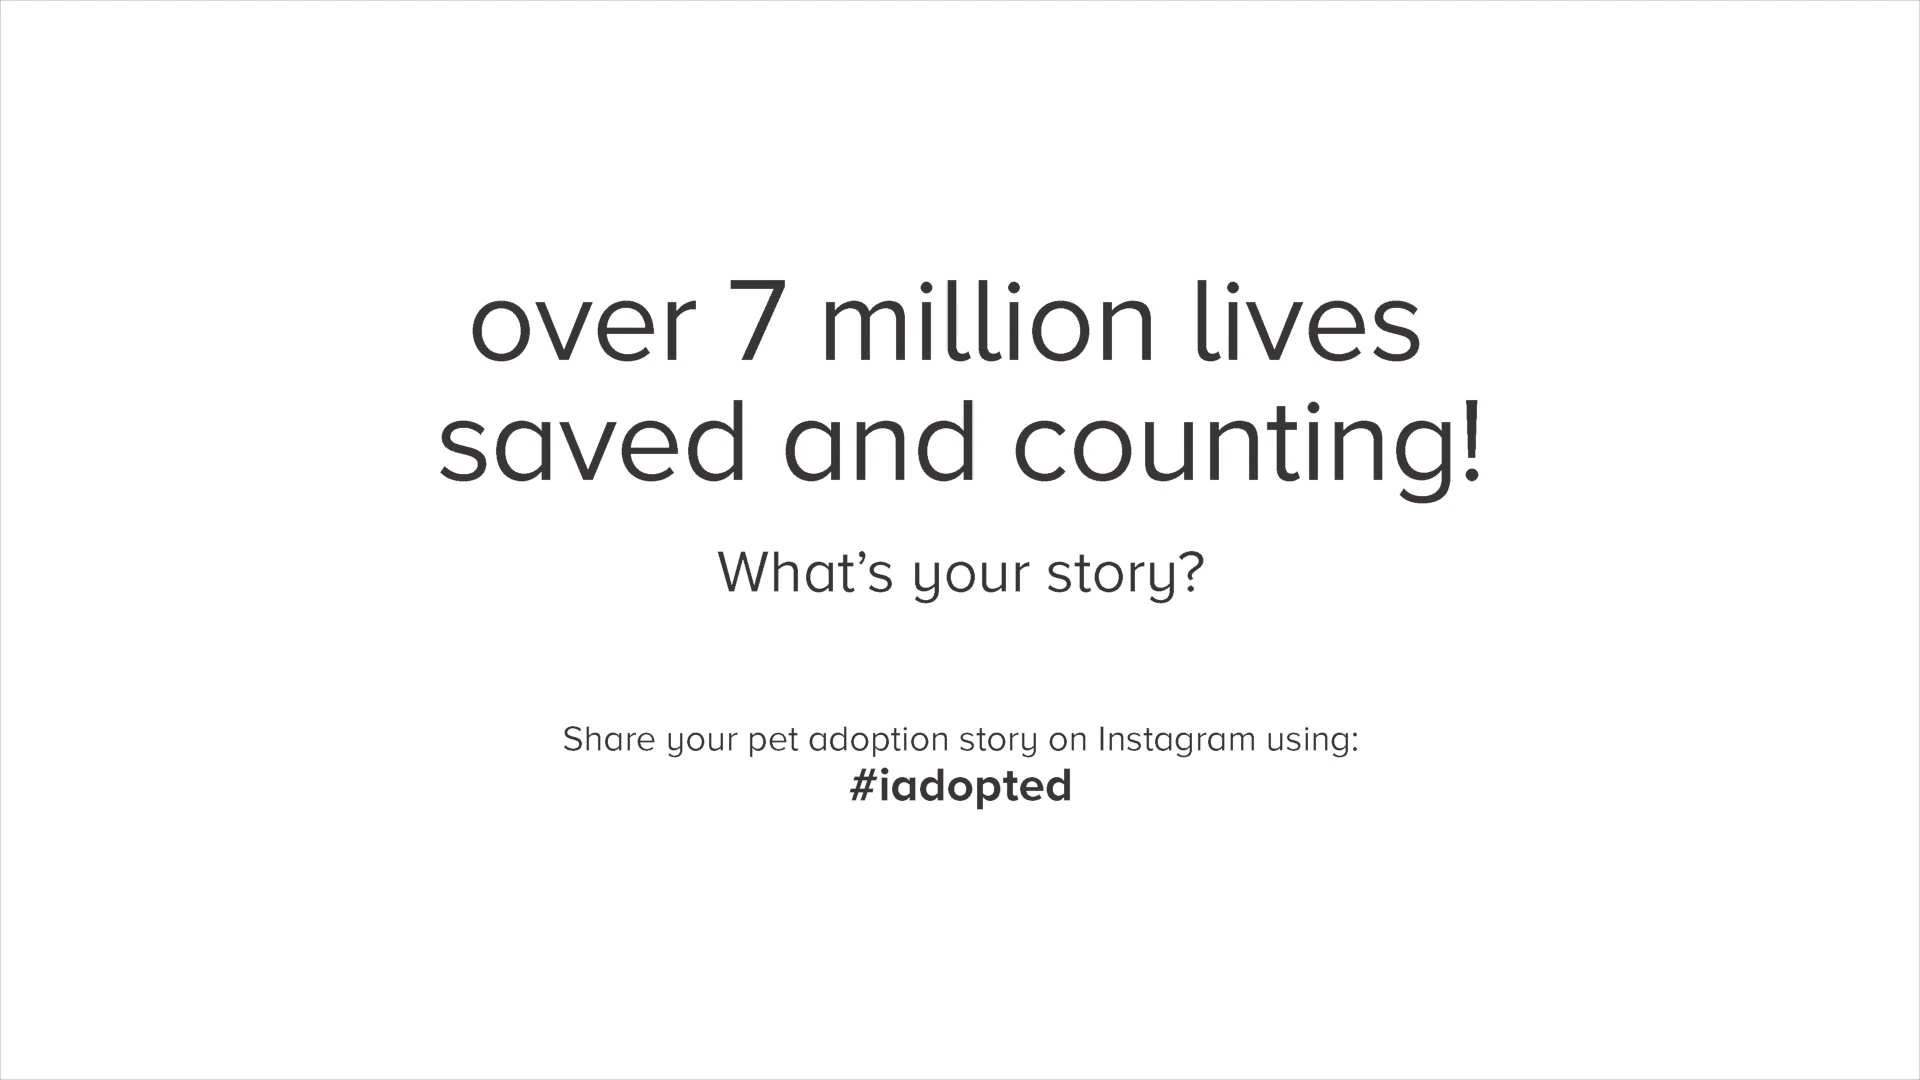 over 7 million lives
saved and counting!
What’s your story?
Share your pet adoption story on Instagram using:
#iadopted